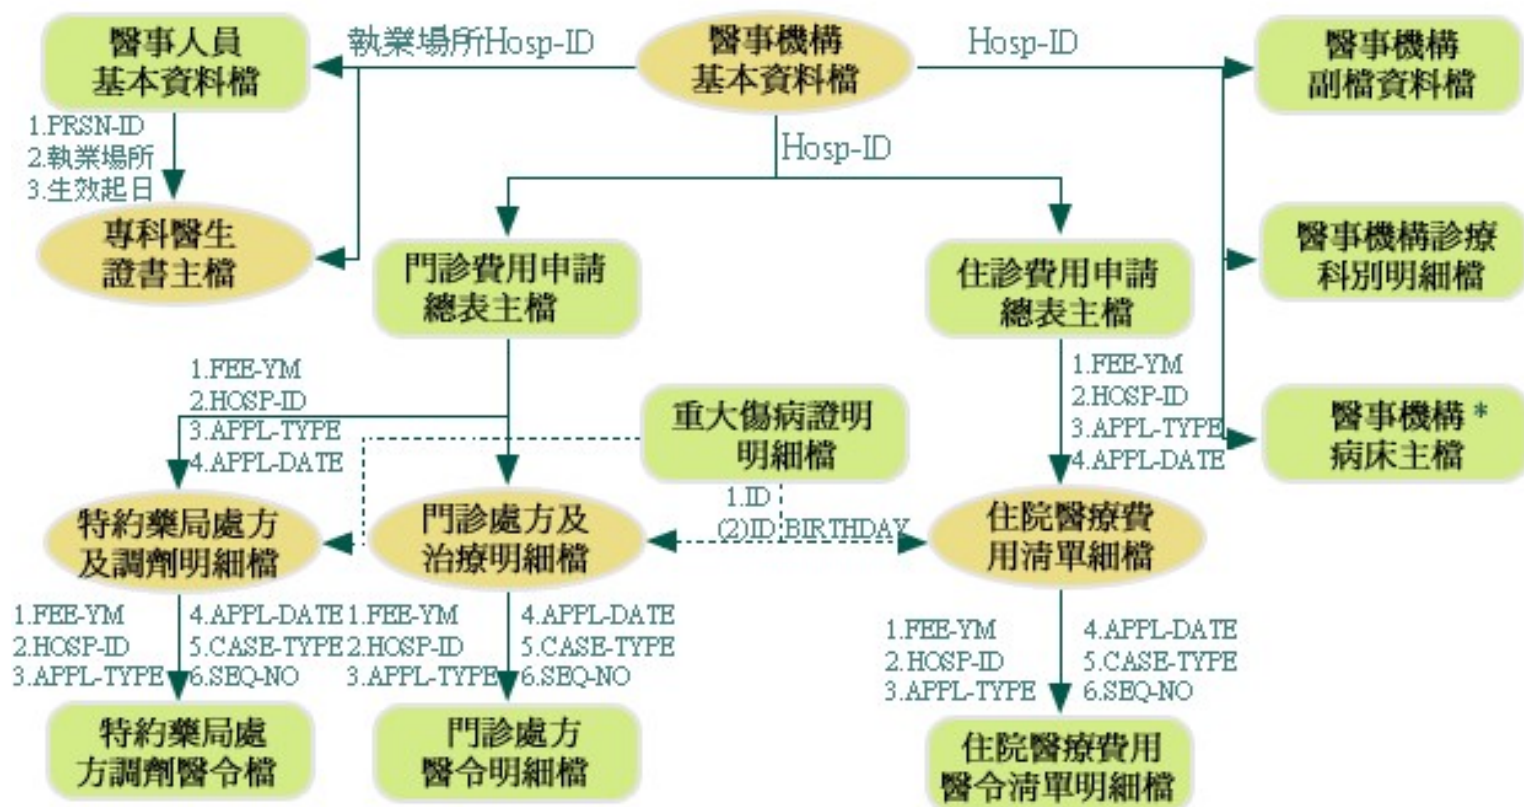 醫事人員
基本資料檔
執業場所Hosp-ID
醫事機構
基本資料檔
Hosp-ID
醫事機構
副檔資料檔
1.PRSN-ID
2.執業場所
3.生效起日
Hosp-ID
專科醫生
證書主檔
門診費用申請
總表主檔
住診費用申請
總表主檔
醫事機構診療
科別明細檔
1.FEE-YM
2.HOSP-ID
3.APPL-TYPE
4.APPL-DATE
重大傷病證明
明細檔
1.FEE-YM
2.HOSP-ID
3.APPL-TYPE
4.APPL-DATE
醫事機構*
病床主檔
1.ID
(2)ID BIRTHDAY
特約藥局處方
及調劑明細檔
門診處方及
治療明細檔
住院醫療費
用清單細檔
1.FEE-YM
2.HOSP-ID
3.APPL-TYPE
4.APPL-DATE
5.CASE-TYPE
6.SEQ-NO
1.FEE-YM
2.HOSP-ID
3.APPL-TYPE
4.APPL-DATE
5.CASE-TYPE
6.SEQ-NO
1.FEE-YM
2.HOSP-ID
3.APPL-TYPE
4.APPL-DATE
5.CASE-TYPE
6.SEQ-NO
特約藥局處
方調劑醫令檔
門診處方
醫令明細檔
住院醫療費用
醫令清單明細檔